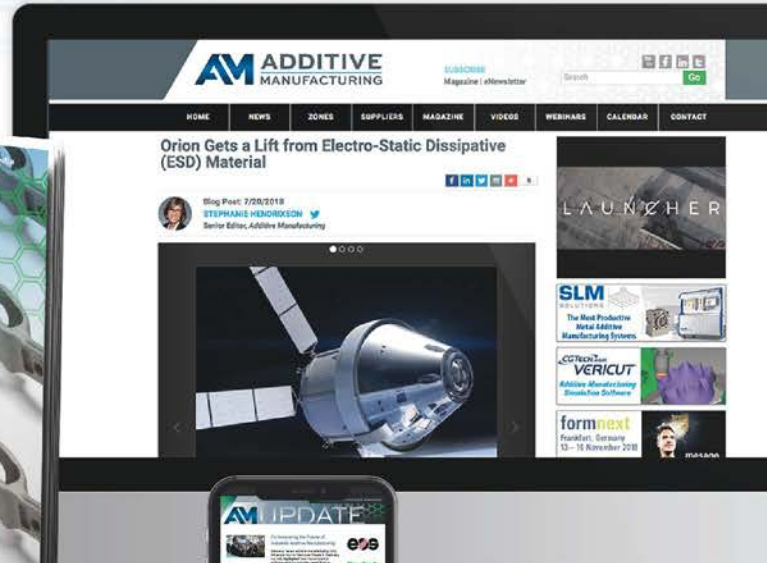 AM ADDITIVE
MANUFACTURING
SUBSCRIBE
Magazine | eNewsletter
Search
Go
HOME NEWS ZONES SUPPLIERS MAGAZINE VIDEOS WEBINARS CALENDAR CONTACT
Orion Gets a Lift from Electro-Static Dissipative
(ESD) Material
Blog Post: 7/20/2018
STEPHANIE HENDRIXSON
Senior Editor, Additive Manufacturing
LAUNCHER
SLM
SOLUTIONS
The Most Productive
Metal Additive
Manufacturing Systems
CGTECH
VERICUT
Additive Manufacturing
Simulation Software
formnext
Frankfurt, Germany
13 – 16 November 2018
mesago
AM UPDATE
eos